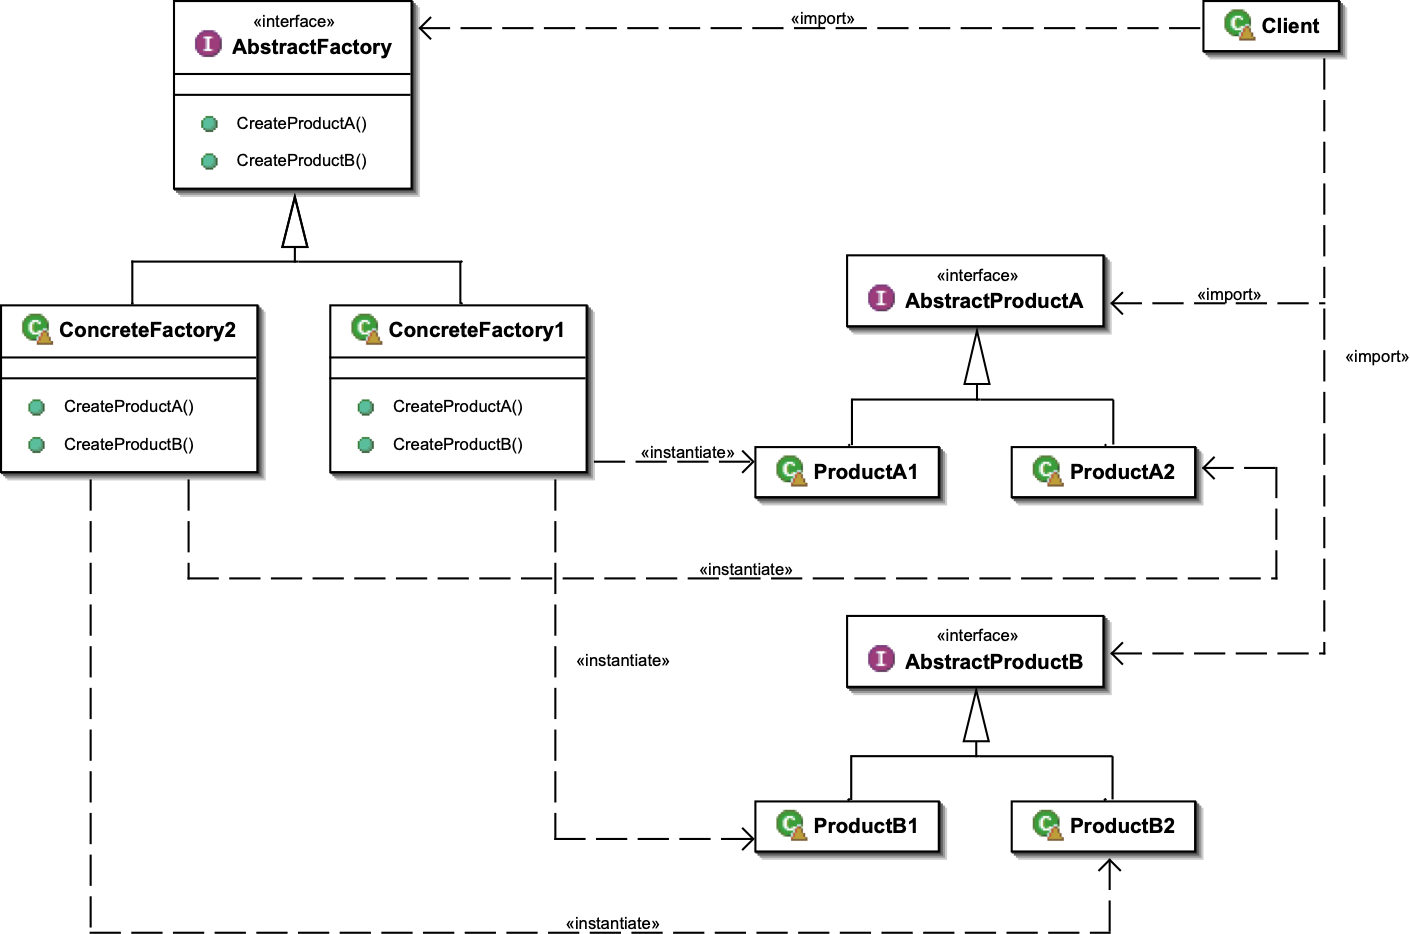 «interface»
AbstractFactory
CreateProductA()
CreateProductB()
«import»
Client
ConcreteFactory2
CreateProductA()
CreateProductB()
ConcreteFactory1
CreateProductA()
CreateProductB()
«interface»
AbstractProductA
«import»
«import»
«instantiate»
ProductA1
ProductA2
«instantiate»
«interface»
AbstractProductB
«instantiate»
ProductB1
ProductB2
«instantiate»